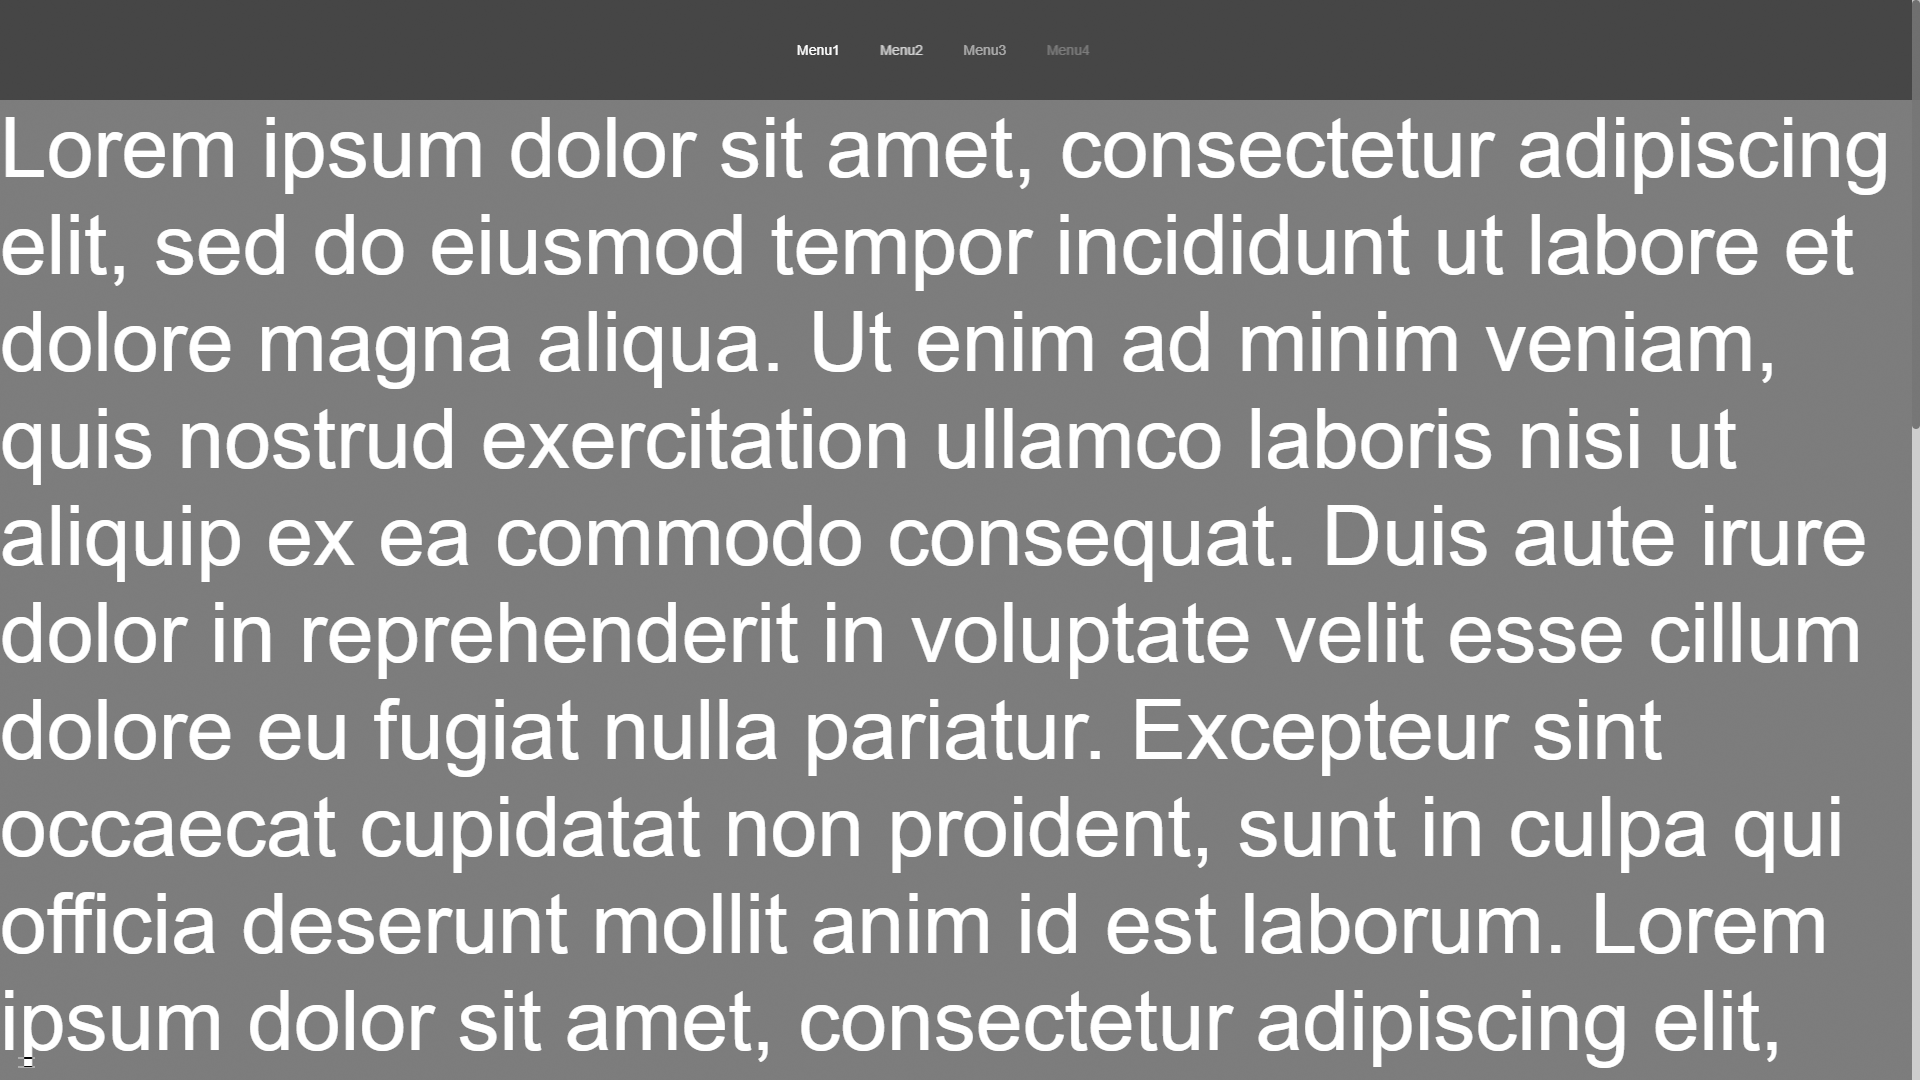 Menu1 Menu2 Menu3 Menu4
Lorem ipsum dolor sit amet, consectetur adipiscing
elit, sed do eiusmod tempor incididunt ut labore et
dolore magna aliqua. Ut enim ad minim veniam,
quis nostrud exercitation ullamco laboris nisi ut
aliquip ex ea commodo consequat. Duis aute irure
dolor in reprehenderit in voluptate velit esse cillum
dolore eu fugiat nulla pariatur. Excepteur sint
occaecat cupidatat non proident, sunt in culpa qui
officia deserunt mollit anim id est laborum. Lorem
ipsum dolor sit amet, consectetur adipiscing elit,